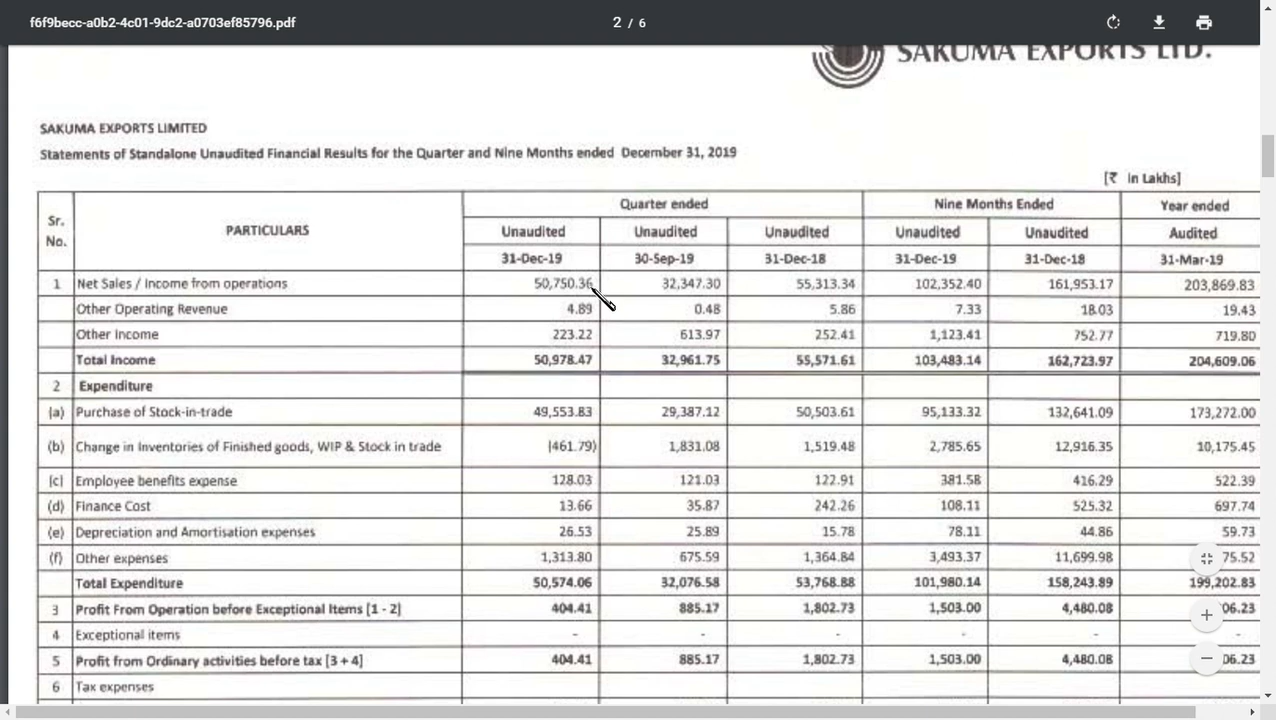 f6f9becc-a0b2-4c01-9dc2-a0703ef85796.pdf 2 / 6
SAKUMA EXPORTS LTD.
SAKUMA EXPORTS LIMITED
Statements of Standalone Unaudited Financial Results for the Quarter and Nine Months ended December 31, 2019
[₹ in Lakhs]
Sr. No. PARTICULARS Quarter ended Nine Months Ended Year ended
Unaudited Unaudited Unaudited Unaudited Unaudited Audited
31-Dec-19 30-Sep-19 31-Dec-18 31-Dec-19 31-Dec-18 31-Mar-19
1 Net Sales / Income from operations 50,750.36 32,347.30 55,313.34 102,352.40 161,953.17 203,869.83
Other Operating Revenue 4.89 0.48 5.86 7.33 18.03 19.43
Other Income 223.22 613.97 252.41 1,123.41 752.77 719.80
Total Income 50,978.47 32,961.75 55,571.61 103,483.14 162,723.97 204,609.06
2 Expenditure
(a) Purchase of Stock-in-trade 49,553.83 29,387.12 50,503.61 95,133.32 132,641.09 173,272.00
(b) Change in Inventories of Finished goods, WIP & Stock in trade (461.79) 1,831.08 1,519.48 2,785.65 12,916.35 10,175.45
(c) Employee benefits expense 128.03 121.03 122.91 381.58 416.29 522.39
(d) Finance Cost 13.66 35.87 242.26 108.11 525.32 697.74
(e) Depreciation and Amortisation expenses 26.53 25.89 15.78 78.11 44.86 59.73
(f) Other expenses 1,313.80 675.59 1,364.84 3,493.37 11,699.98 75.52
Total Expenditure 50,574.06 32,076.58 53,768.88 101,980.14 158,243.89 199,202.83
3 Profit From Operation before Exceptional Items [1 - 2] 404.41 885.17 1,802.73 1,503.00 4,480.08 06.23
4 Exceptional items - - - - - -
5 Profit from Ordinary activities before tax [3 + 4] 404.41 885.17 1,802.73 1,503.00 4,480.08 06.23
6 Tax expenses